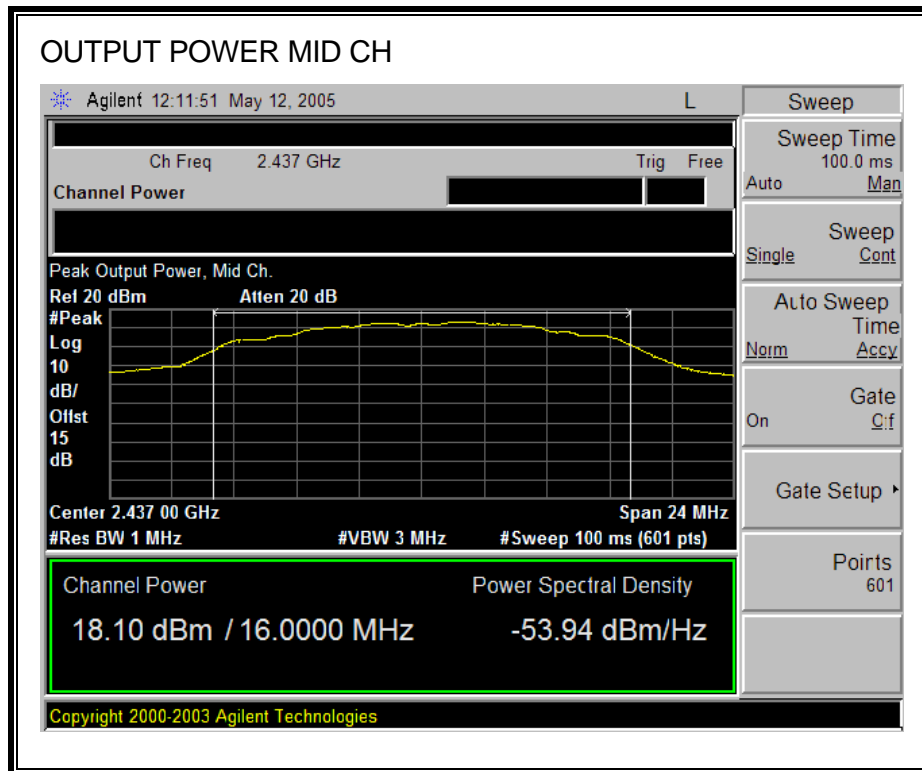 OUTPUT POWER MID CH
Agilent 12:11:51 May 12, 2005 L
Sweep
Ch Freq 2.437 GHz Trig Free
Channel Power
Peak Output Power, Mid Ch.
Ref 20 dBm Atten 20 dB
#Peak
Log
10
dB/
Offst
15
dB
Center 2.437 00 GHz Span 24 MHz
#Res BW 1 MHz #VBW 3 MHz #Sweep 100 ms (601 pts)
Channel Power Power Spectral Density
18.10 dBm / 16.0000 MHz -53.94 dBm/Hz
Copyright 2000-2003 Agilent Technologies
Sweep Time
100.0 ms
Auto Man
Sweep
Single Cont
Auto Sweep
Time
Norm Accy
Gate
On Off
Gate Setup
Points
601